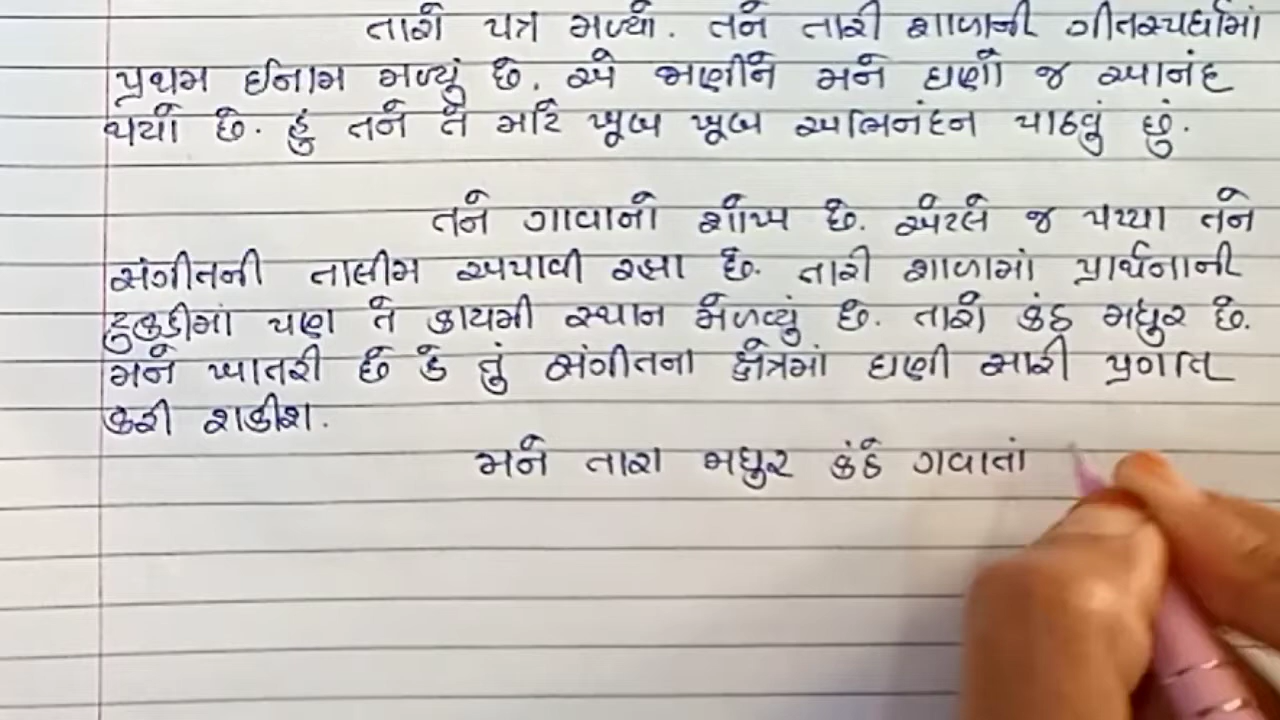 તારો પત્ર મળ્યો. તને તારી શાળાની ગીતસ્પર્ધામાં
પ્રથમ ઈનામ મળ્યું છે. એ જાણીને મને ઘણો જ આનંદ
થયો છે. હું તને તે માટે ખૂબ ખૂબ અભિનંદન પાઠવું છું.
તને ગાવાનો શોખ છે. એટલે જ પપ્પા તને
સંગીતની તાલીમ અપાવી રહ્યા છે. તારી શાળામાં પ્રાર્થનાની
ટુકડીમાં પણ તે કાયમી સ્થાન મેળવ્યું છે. તારો કંઠ મધુર છે.
મને ખાતરી છે કે તું સંગીતના ક્ષેત્રમાં ઘણી સારી પ્રગતિ
કરી શકીશ.
મને તારા મધુર કંઠે ગવાતાં